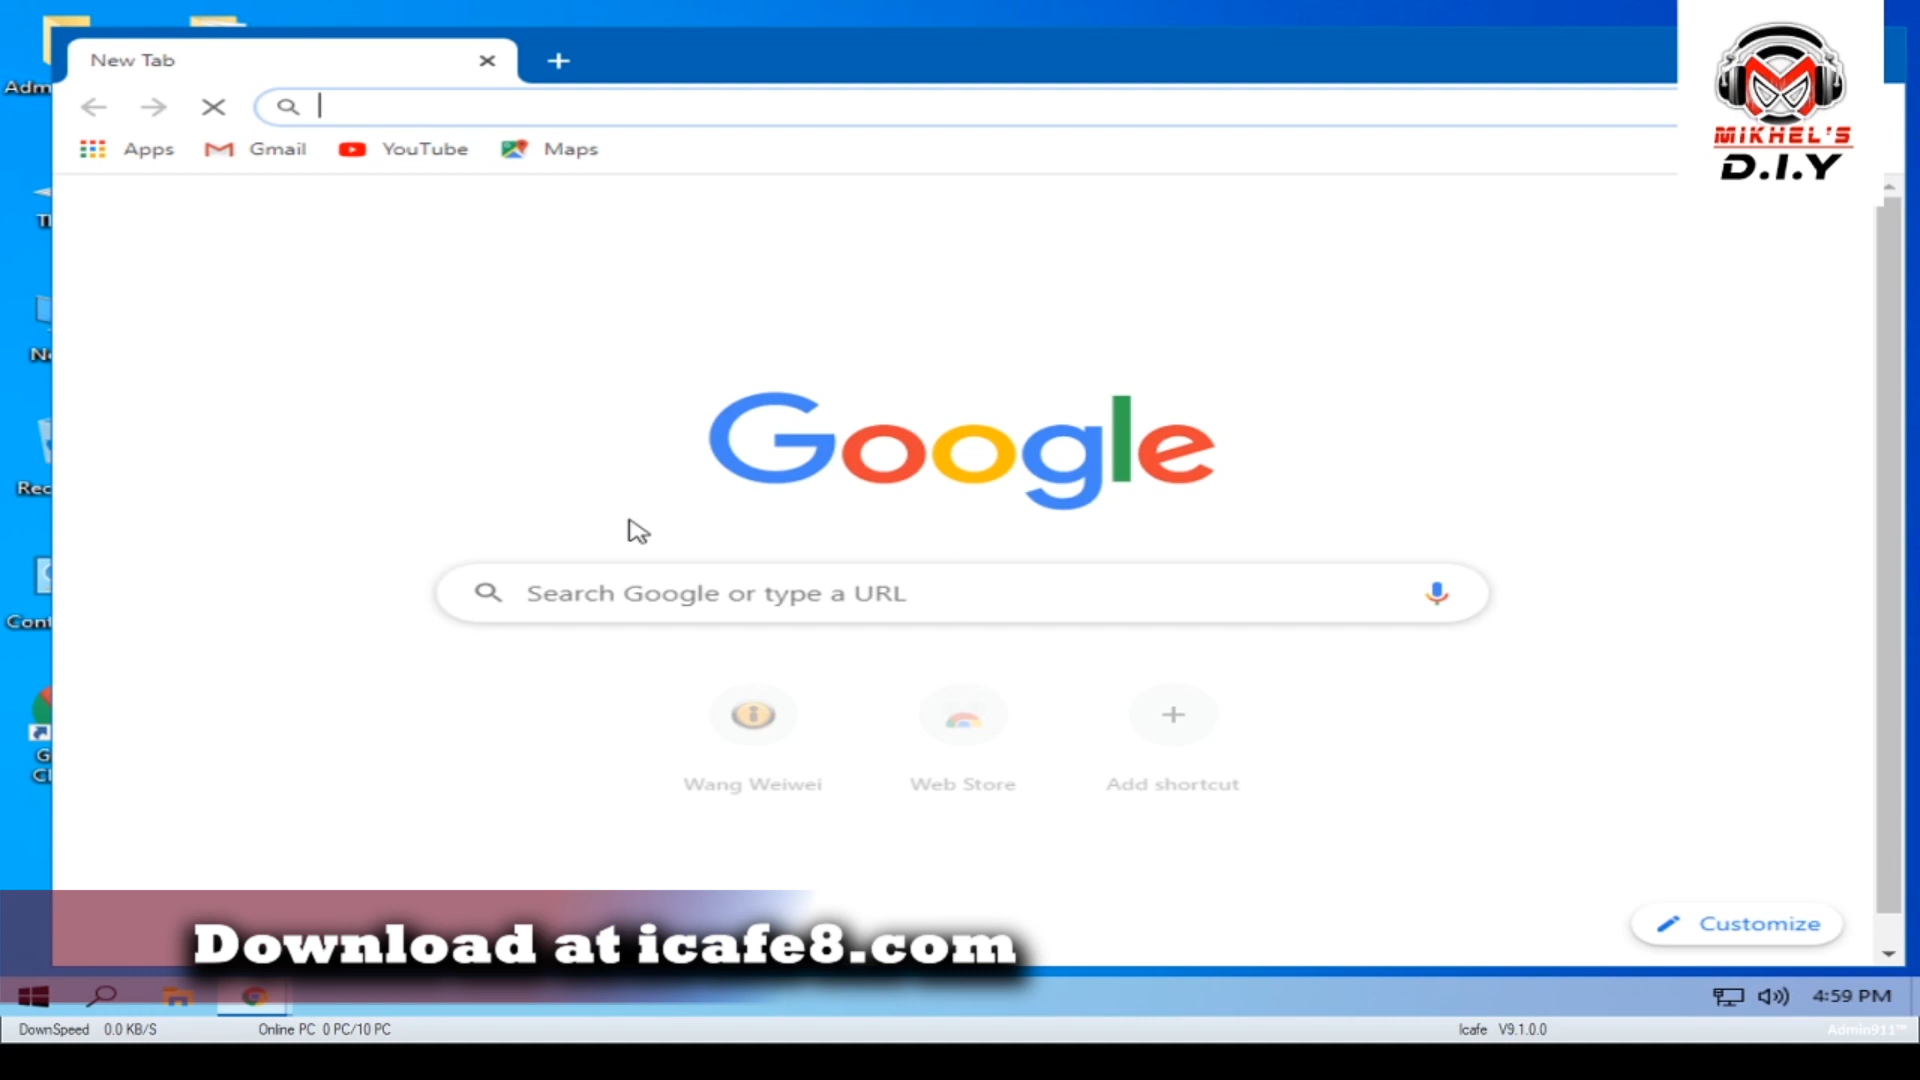 New Tab
MIKHEL'S
D.I.Y
Apps
Gmail
YouTube
Maps
Google
Search Google or type a URL
Wang Weiwei
Web Store
Add shortcut
Customize
Download at icafe8.com
4:59 PM
DownSpeed 0.0 KB/S
Online PC 0 PC/10 PC
Icafe V9.1.0.0
Admin911™